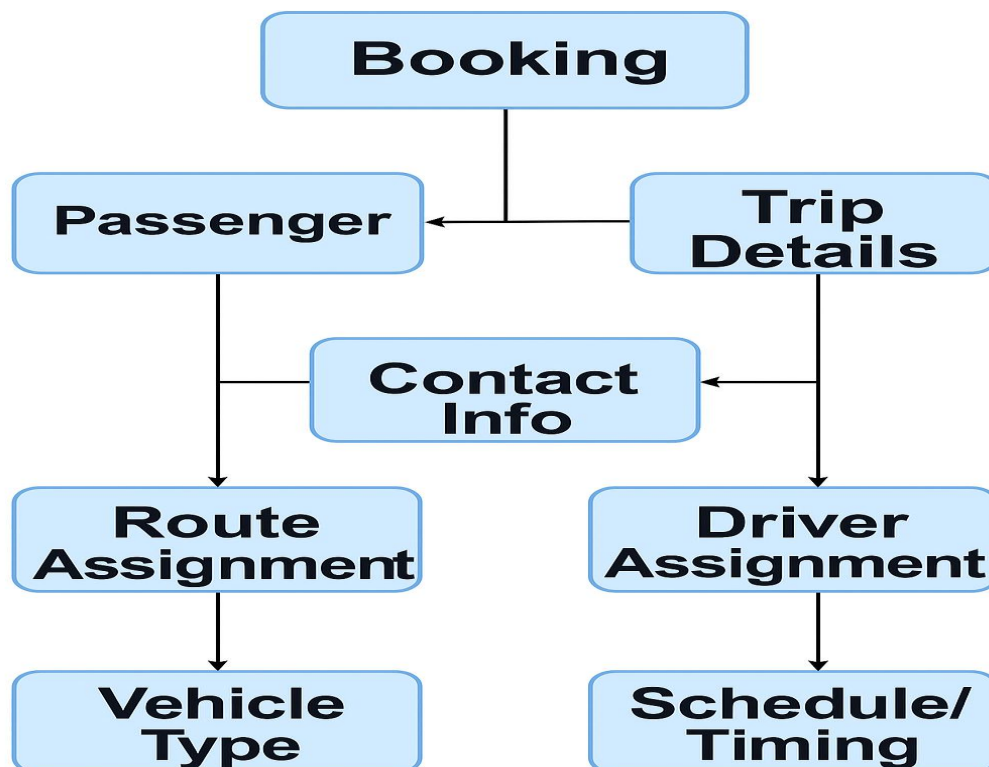 Booking
Passenger
Trip
Details
Contact
Info
Route
Assignment
Driver
Assignment
Vehicle
Type
Schedule/
Timing